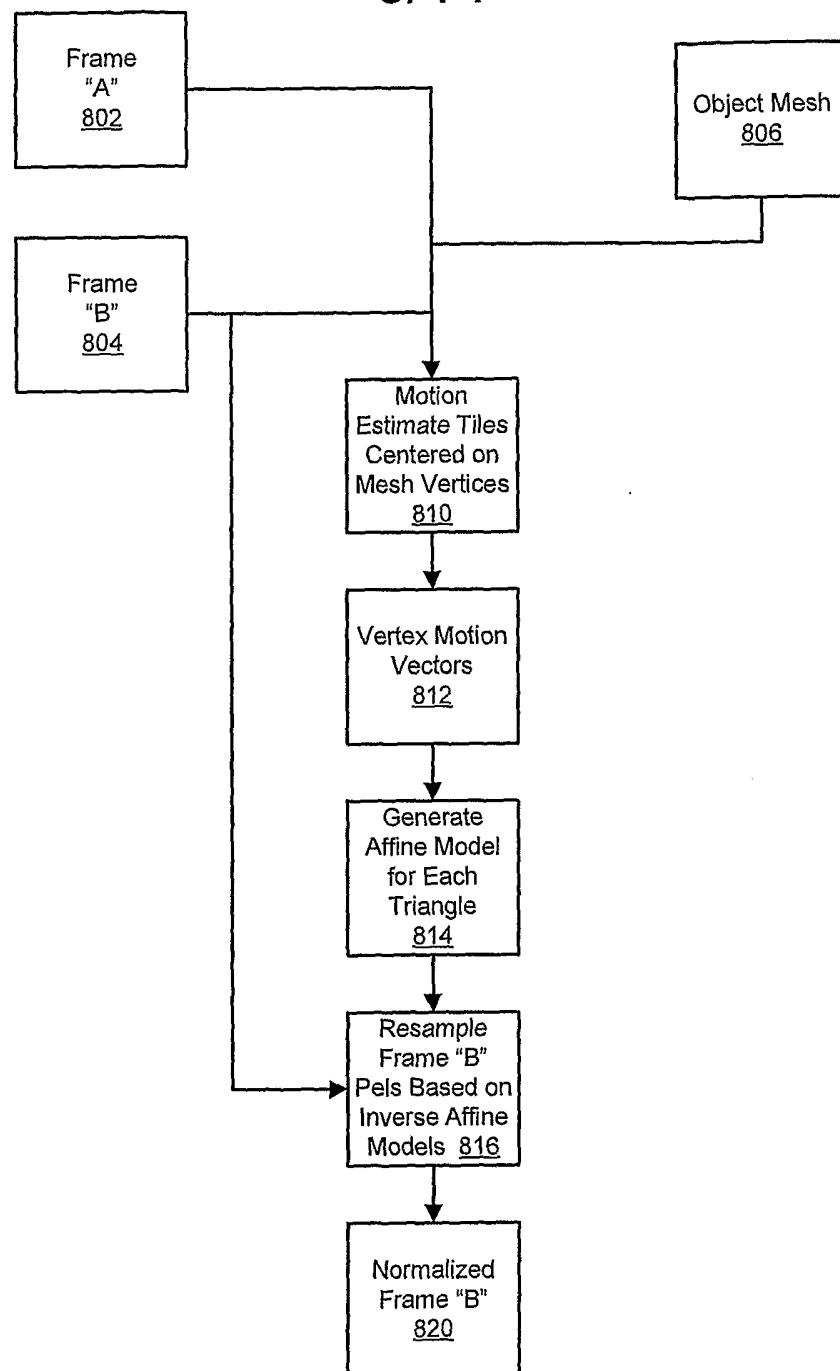 Frame
"A"
802
Object Mesh
806
Frame
"B"
804
Motion
Estimate Tiles
Centered on
Mesh Vertices
810
Vertex Motion
Vectors
812
Generate
Affine Model
for Each
Triangle
814
Resample
Frame "B"
Pels Based on
Inverse Affine
Models 816
Normalized
Frame "B"
820